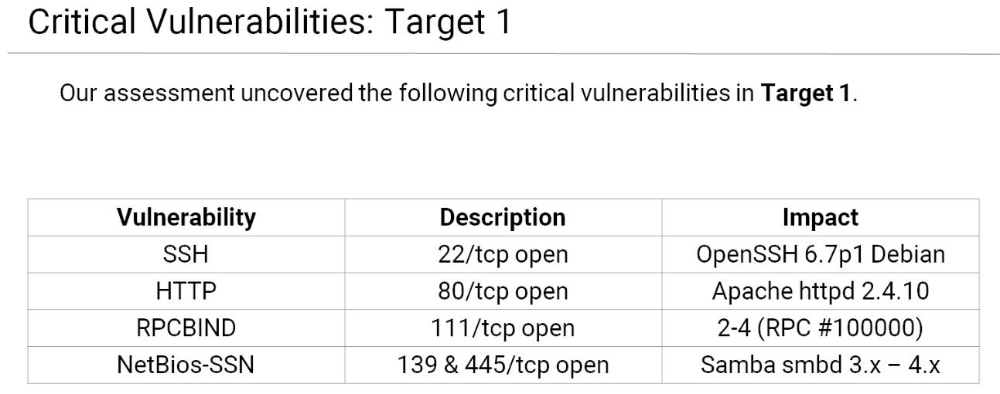 Critical Vulnerabilities: Target 1
Our assessment uncovered the following critical vulnerabilities in Target 1.
Vulnerability Description Impact
SSH 22/tcp open OpenSSH 6.7p1 Debian
HTTP 80/tcp open Apache httpd 2.4.10
RPCBIND 111/tcp open 2-4 (RPC #100000)
NetBios-SSN 139 & 445/tcp open Samba smbd 3.x – 4.x